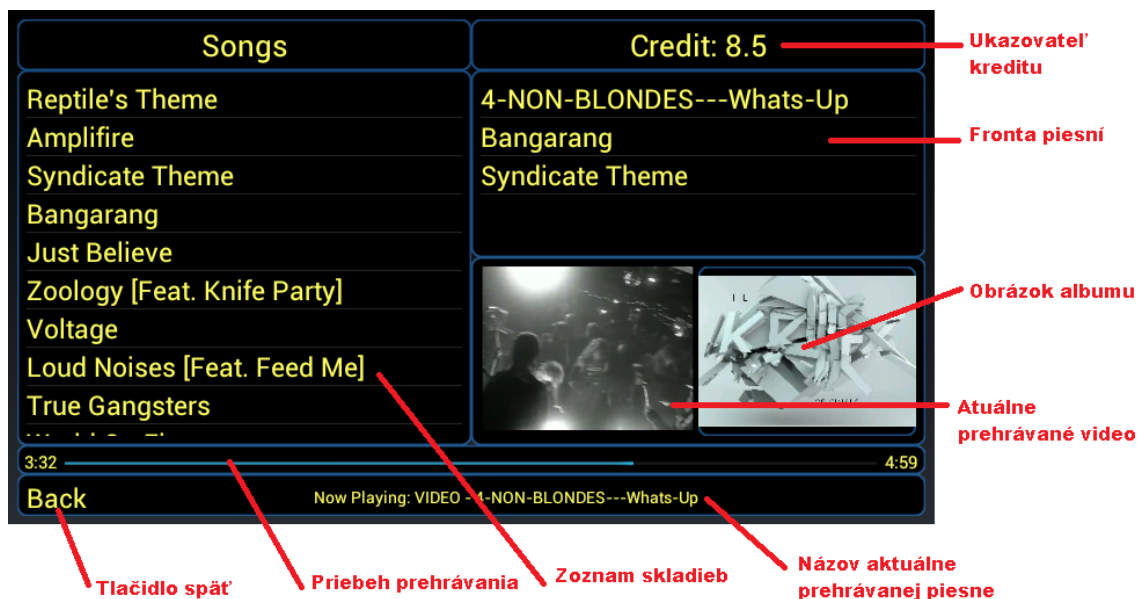 Songs
Credit: 8.5
Ukazovateľ
kreditu
Reptile's Theme
Amplifire
Syndicate Theme
Bangarang
Just Believe
Zoology [Feat. Knife Party]
Voltage
Loud Noises [Feat. Feed Me]
True Gangsters
4-NON-BLONDES---Whats-Up
Bangarang
Syndicate Theme
Fronta piesní
Obrázok albumu
Atuálne
prehrávané video
3:32
4:59
Back
Now Playing: VIDEO - 4-NON-BLONDES---Whats-Up
Tlačidlo späť
Priebeh prehrávania
Zoznam skladieb
Názov aktuálne
prehrávanej piesne